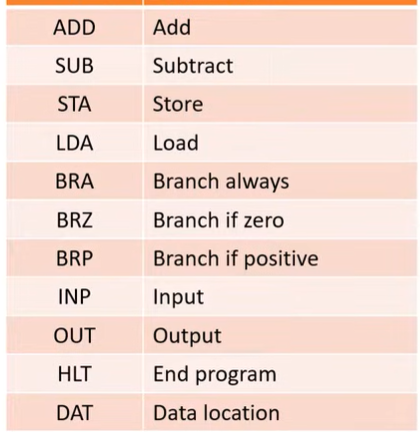 ADD Add
SUB Subtract
STA Store
LDA Load
BRA Branch always
BRZ Branch if zero
BRP Branch if positive
INP Input
OUT Output
HLT End program
DAT Data location